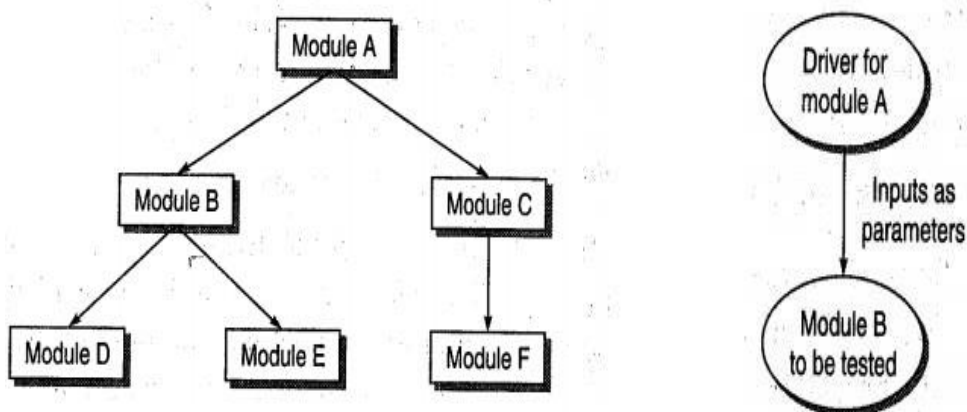 Module A
Module B
Module C
Module D
Module E
Module F
Driver for
module A
Inputs as
parameters
Module B
to be tested